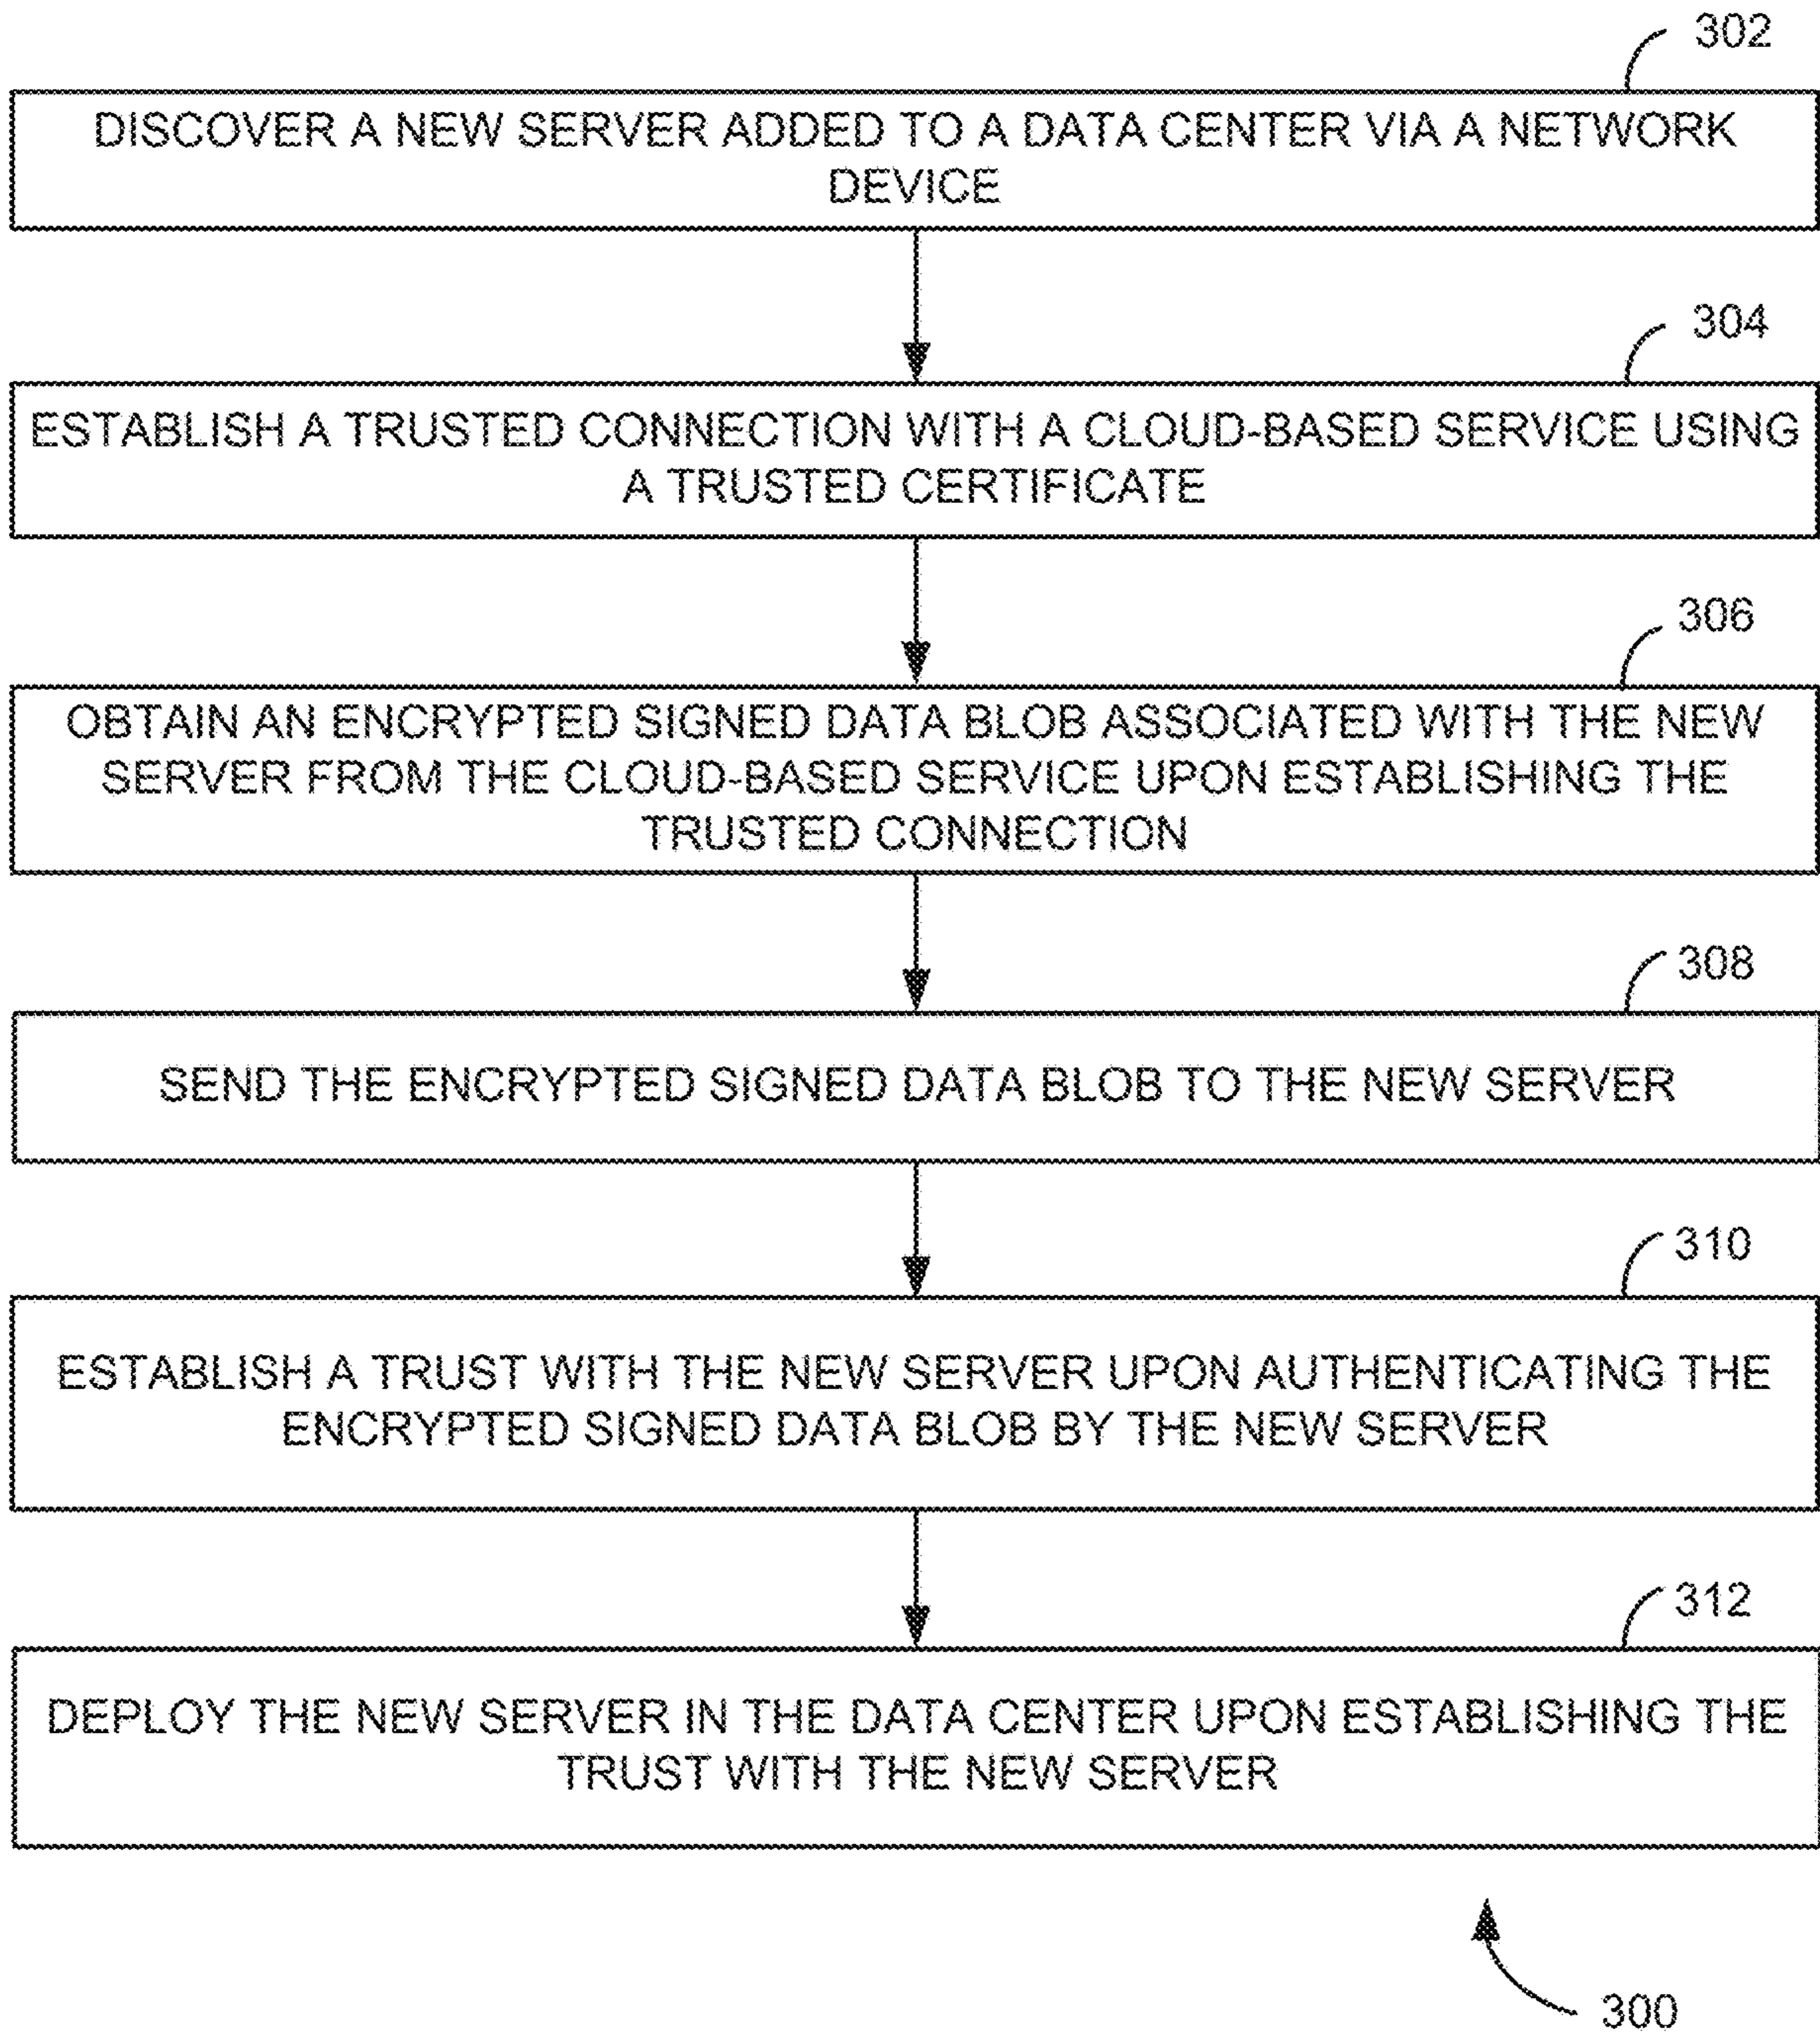 302
DISCOVER A NEW SERVER ADDED TO A DATA CENTER VIA A NETWORK
DEVICE
304
ESTABLISH A TRUSTED CONNECTION WITH A CLOUD-BASED SERVICE USING
A TRUSTED CERTIFICATE
306
OBTAIN AN ENCRYPTED SIGNED DATA BLOB ASSOCIATED WITH THE NEW
SERVER FROM THE CLOUD-BASED SERVICE UPON ESTABLISHING THE
TRUSTED CONNECTION
308
SEND THE ENCRYPTED SIGNED DATA BLOB TO THE NEW SERVER
310
ESTABLISH A TRUST WITH THE NEW SERVER UPON AUTHENTICATING THE
ENCRYPTED SIGNED DATA BLOB BY THE NEW SERVER
312
DEPLOY THE NEW SERVER IN THE DATA CENTER UPON ESTABLISHING THE
TRUST WITH THE NEW SERVER
300